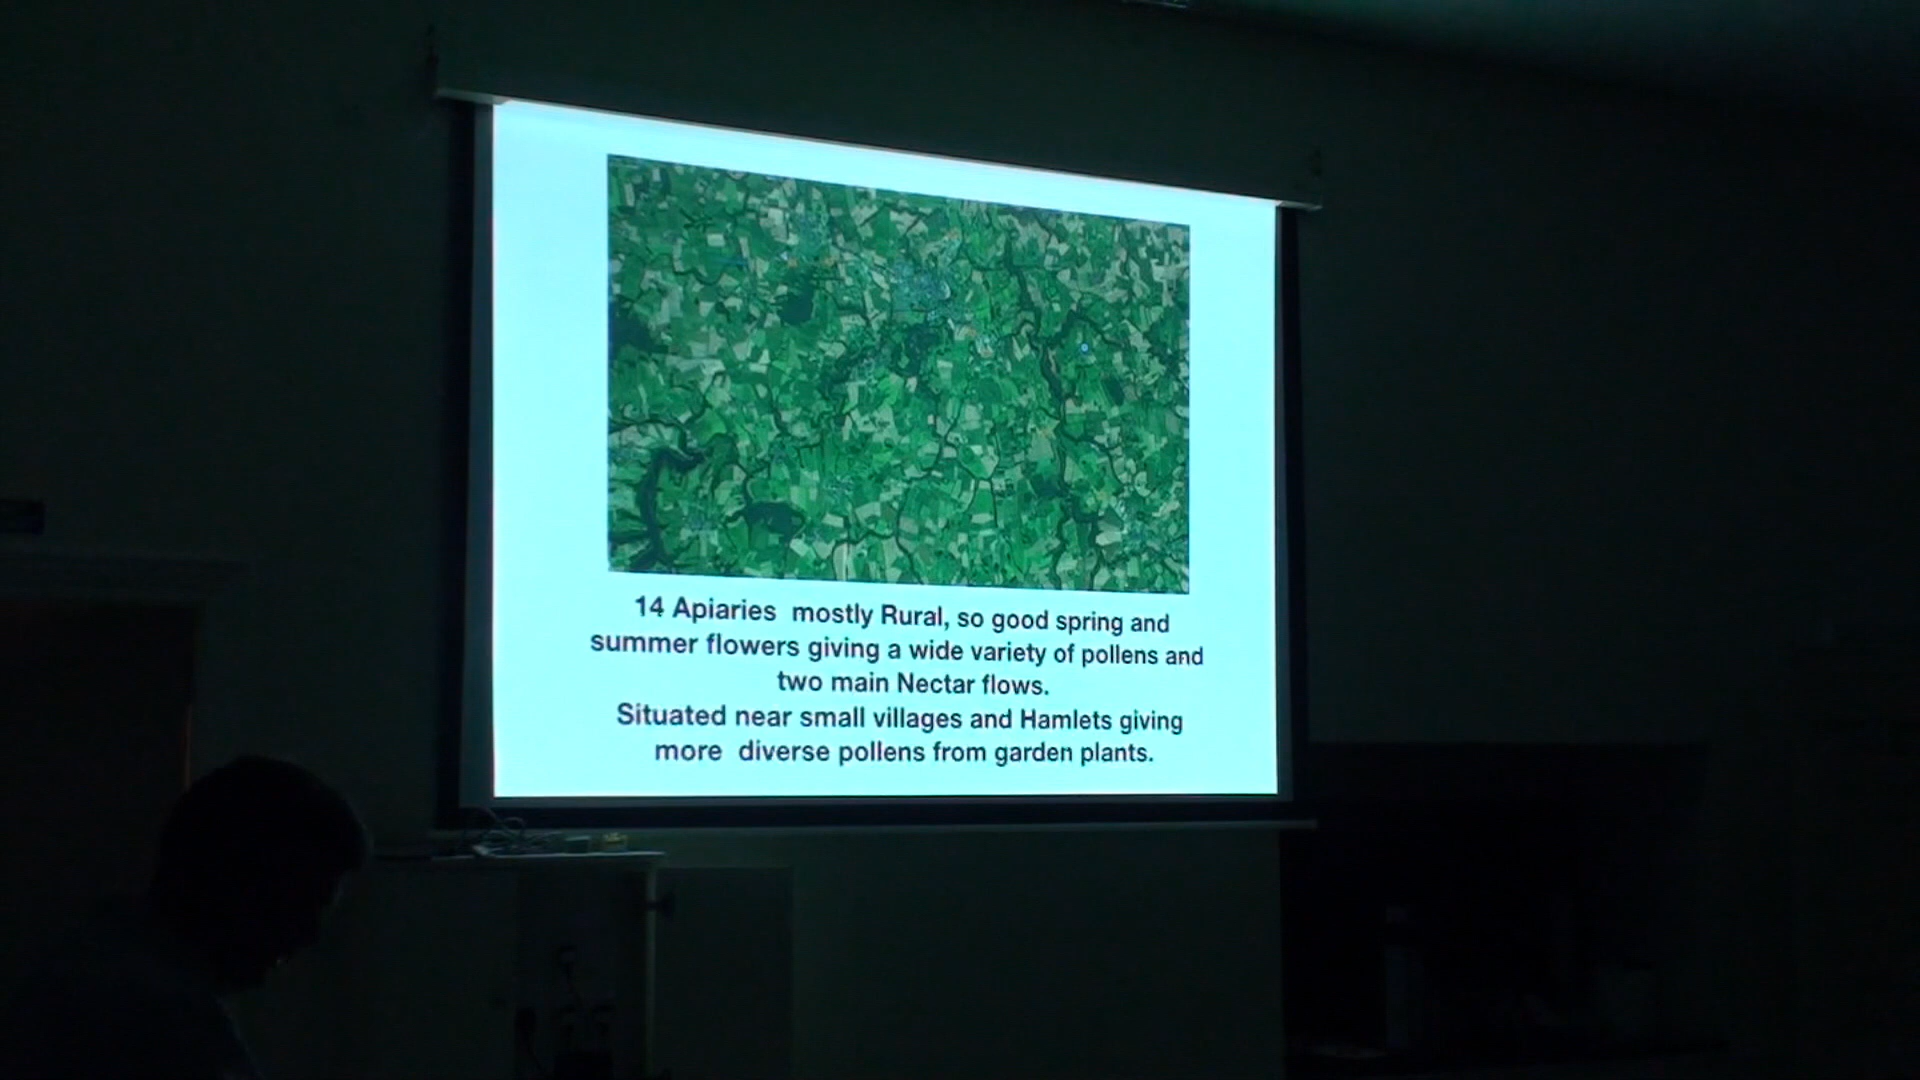 14 Apiaries mostly Rural, so good spring and
summer flowers giving a wide variety of pollens and
two main Nectar flows.
Situated near small villages and Hamlets giving
more diverse pollens from garden plants.